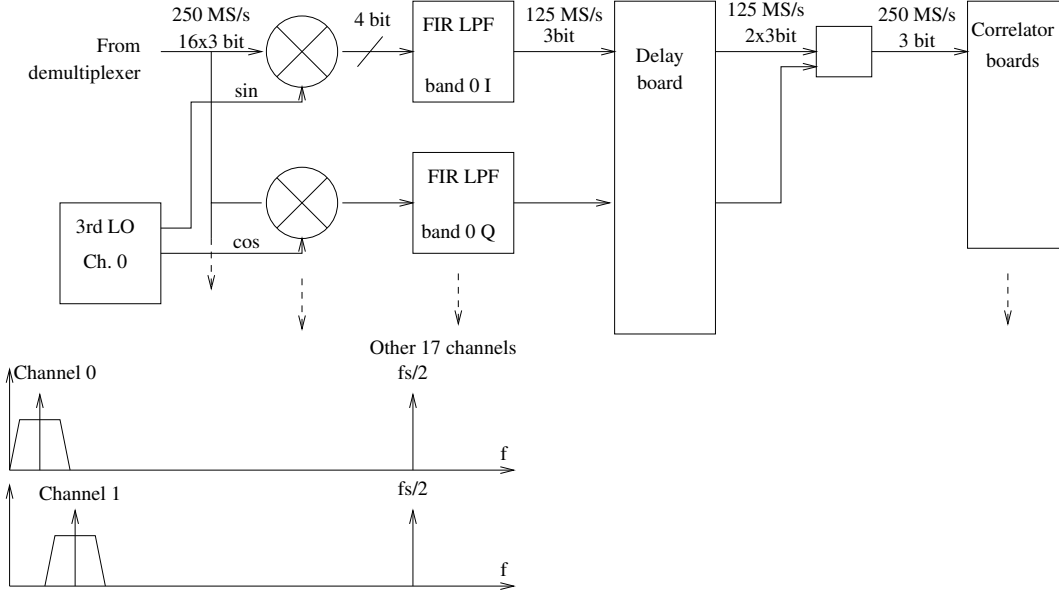 250 MS/s
16x3 bit
From
demultiplexer
sin
4 bit
FIR LPF
band 0 I
125 MS/s
3bit
Delay
board
125 MS/s
2x3bit
250 MS/s
3 bit
Correlator
boards
3rd LO
Ch. 0
cos
FIR LPF
band 0 Q
Other 17 channels
Channel 0
fs/2
f
Channel 1
fs/2
f